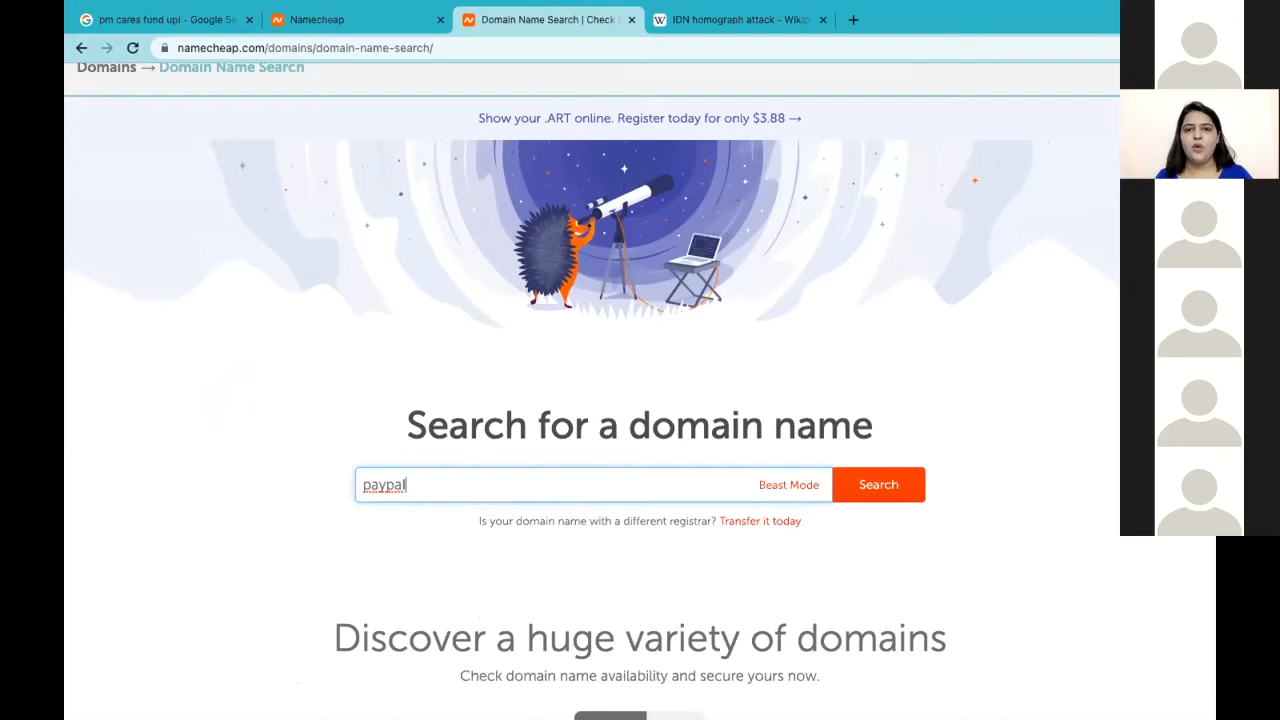 pm cares fund upi - Google Se
Namecheap
Domain Name Search | Check
IDN homograph attack - Wikip
namecheap.com/domains/domain-name-search/
Domains → Domain Name Search
Show your .ART online. Register today for only $3.88 →
Search for a domain name
paypal
Beast Mode
Search
Is your domain name with a different registrar? Transfer it today
Discover a huge variety of domains
Check domain name availability and secure yours now.